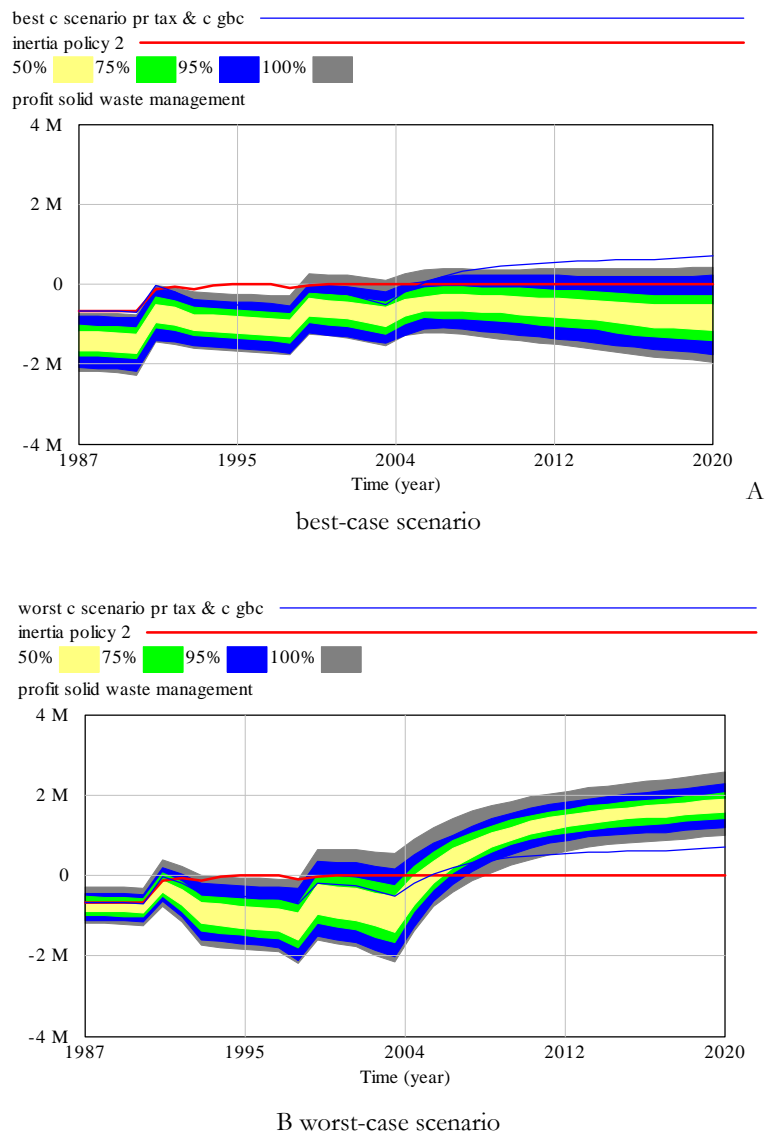 best c scenario pr tax & c gbc
inertia policy 2
50% 75% 95% 100%
profit solid waste management
4 M
2 M
0
-2 M
-4 M
1987 1995 2004 2012 2020
Time (year)
A
best-case scenario
worst c scenario pr tax & c gbc
inertia policy 2
50% 75% 95% 100%
profit solid waste management
4 M
2 M
0
-2 M
-4 M
1987 1995 2004 2012 2020
Time (year)
B worst-case scenario